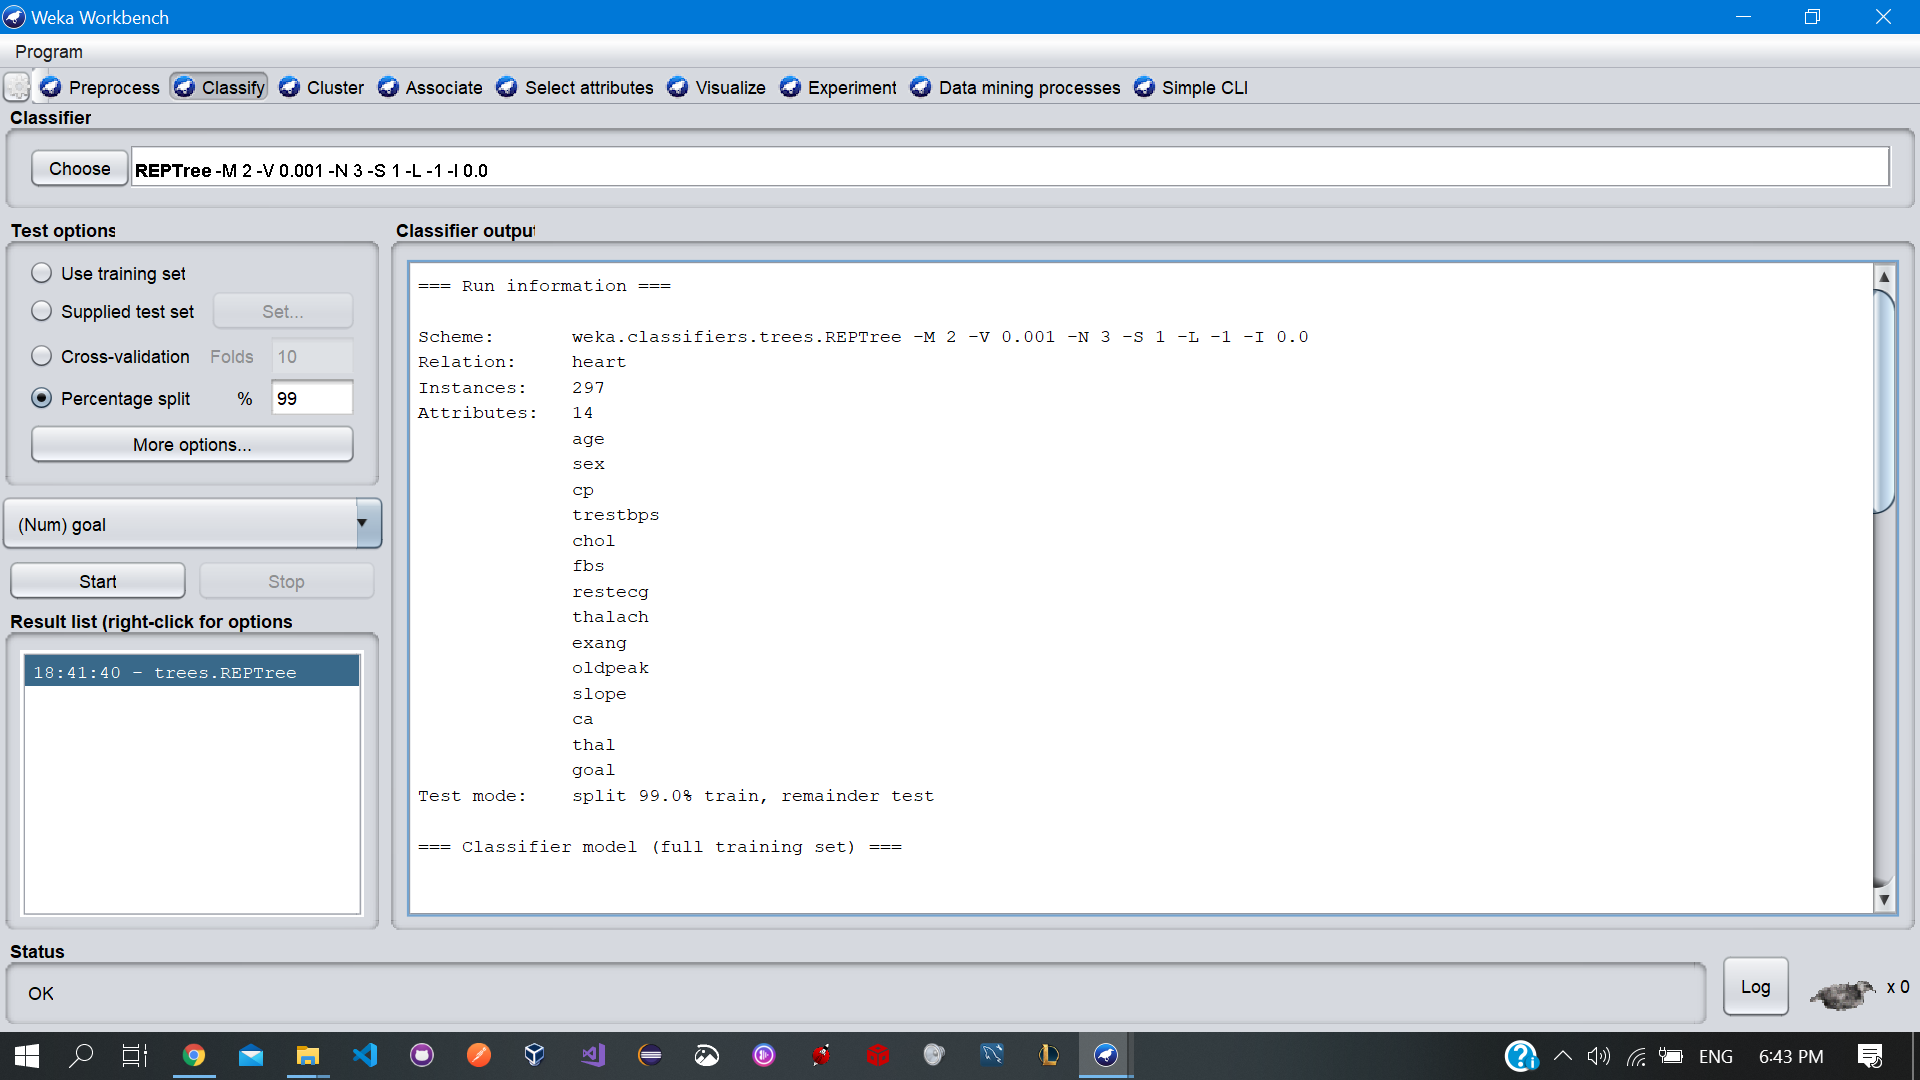 Weka Workbench
Program
Preprocess Classify Cluster Associate Select attributes Visualize Experiment Data mining processes Simple CLI
Classifier
Choose REPTree -M 2 -V 0.001 -N 3 -S 1 -L -1 -I 0.0
Test options
Use training set
Supplied test set Set...
Cross-validation Folds 10
Percentage split % 99
More options...
(Num) goal
Start Stop
Result list (right-click for options
18:41:40 - trees.REPTree
Classifier output
=== Run information ===
Scheme: weka.classifiers.trees.REPTree -M 2 -V 0.001 -N 3 -S 1 -L -1 -I 0.0
Relation: heart
Instances: 297
Attributes: 14
age
sex
cp
trestbps
chol
fbs
restecg
thalach
exang
oldpeak
slope
ca
thal
goal
Test mode: split 99.0% train, remainder test
=== Classifier model (full training set) ===
Status
OK
Log x 0
ENG 6:43 PM